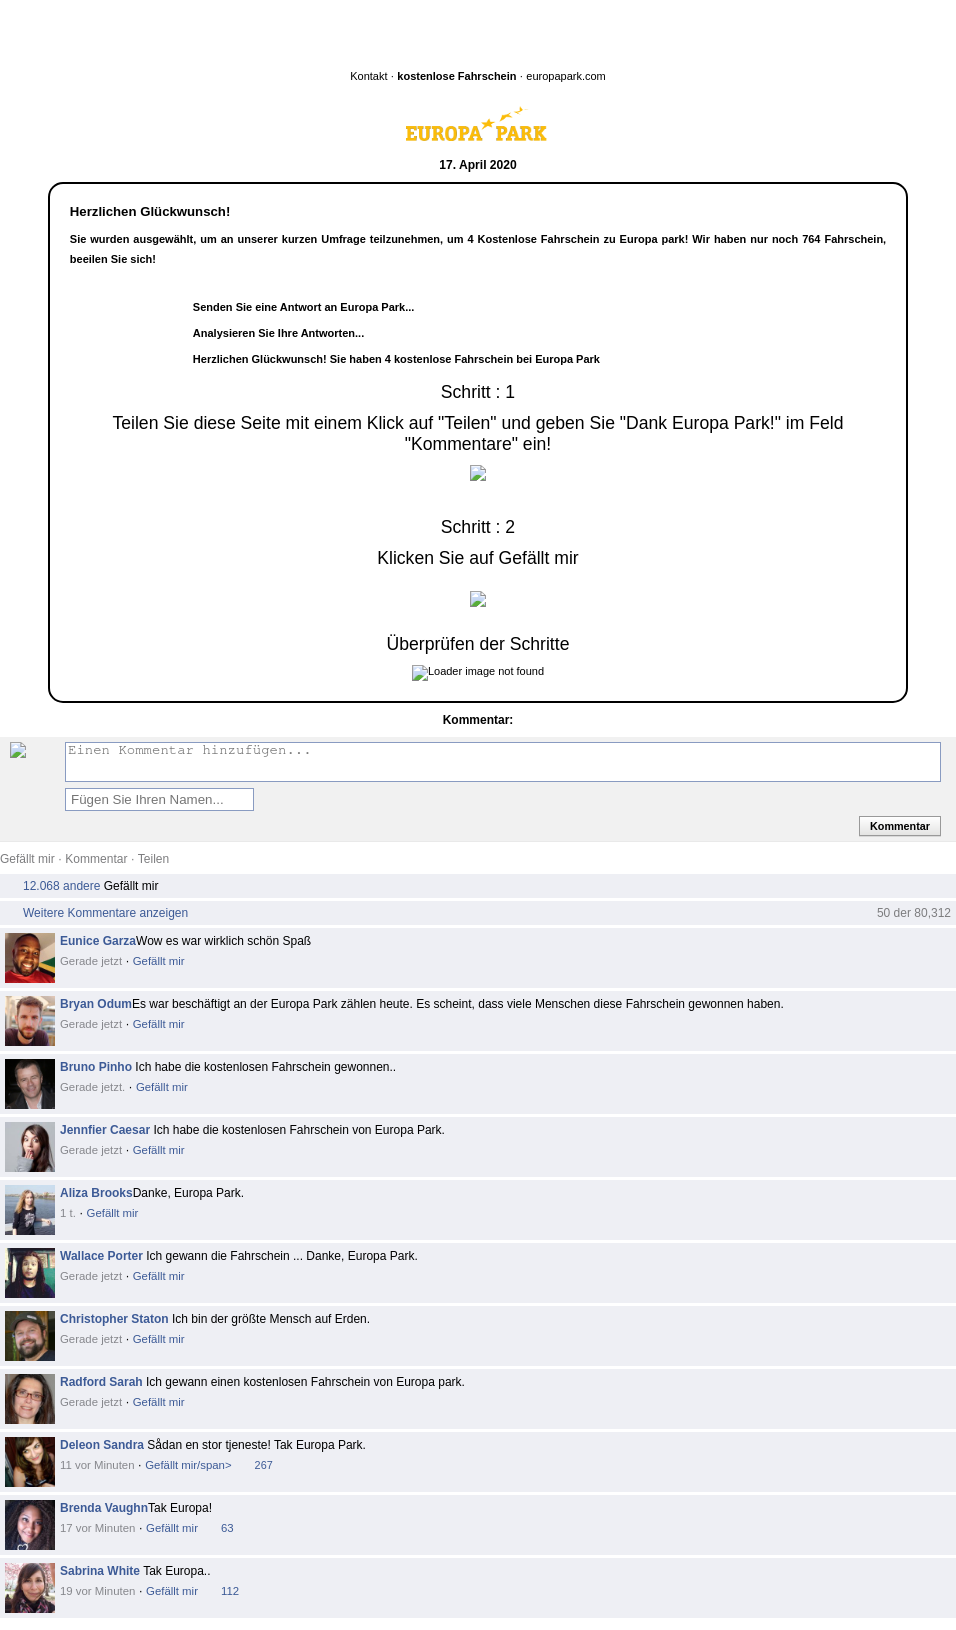 Kontakt · kostenlose Fahrschein · europapark.com
EUROPA PARK
17. April 2020
Herzlichen Glückwunsch!
Sie wurden ausgewählt, um an unserer kurzen Umfrage teilzunehmen, um 4 Kostenlose Fahrschein zu Europa park! Wir haben nur noch 764 Fahrschein,
beeilen Sie sich!
Senden Sie eine Antwort an Europa Park...
Analysieren Sie Ihre Antworten...
Herzlichen Glückwunsch! Sie haben 4 kostenlose Fahrschein bei Europa Park
Schritt : 1
Teilen Sie diese Seite mit einem Klick auf "Teilen" und geben Sie "Dank Europa Park!" im Feld
"Kommentare" ein!
Schritt : 2
Klicken Sie auf Gefällt mir
Überprüfen der Schritte
Loader image not found
Kommentar:
Einen Kommentar hinzufügen...
Fügen Sie Ihren Namen...
Kommentar
Gefällt mir · Kommentar · Teilen
12.068 andere Gefällt mir
Weitere Kommentare anzeigen 50 der 80,312
Eunice GarzaWow es war wirklich schön Spaß
Gerade jetzt · Gefällt mir
Bryan OdumEs war beschäftigt an der Europa Park zählen heute. Es scheint, dass viele Menschen diese Fahrschein gewonnen haben.
Gerade jetzt · Gefällt mir
Bruno Pinho Ich habe die kostenlosen Fahrschein gewonnen..
Gerade jetzt. · Gefällt mir
Jennfier Caesar Ich habe die kostenlosen Fahrschein von Europa Park.
Gerade jetzt · Gefällt mir
Aliza BrooksDanke, Europa Park.
1 t. · Gefällt mir
Wallace Porter Ich gewann die Fahrschein ... Danke, Europa Park.
Gerade jetzt · Gefällt mir
Christopher Staton Ich bin der größte Mensch auf Erden.
Gerade jetzt · Gefällt mir
Radford Sarah Ich gewann einen kostenlosen Fahrschein von Europa park.
Gerade jetzt · Gefällt mir
Deleon Sandra Sådan en stor tjeneste! Tak Europa Park.
11 vor Minuten · Gefällt mir/span> 267
Brenda VaughnTak Europa!
17 vor Minuten · Gefällt mir 63
Sabrina White Tak Europa..
19 vor Minuten · Gefällt mir 112